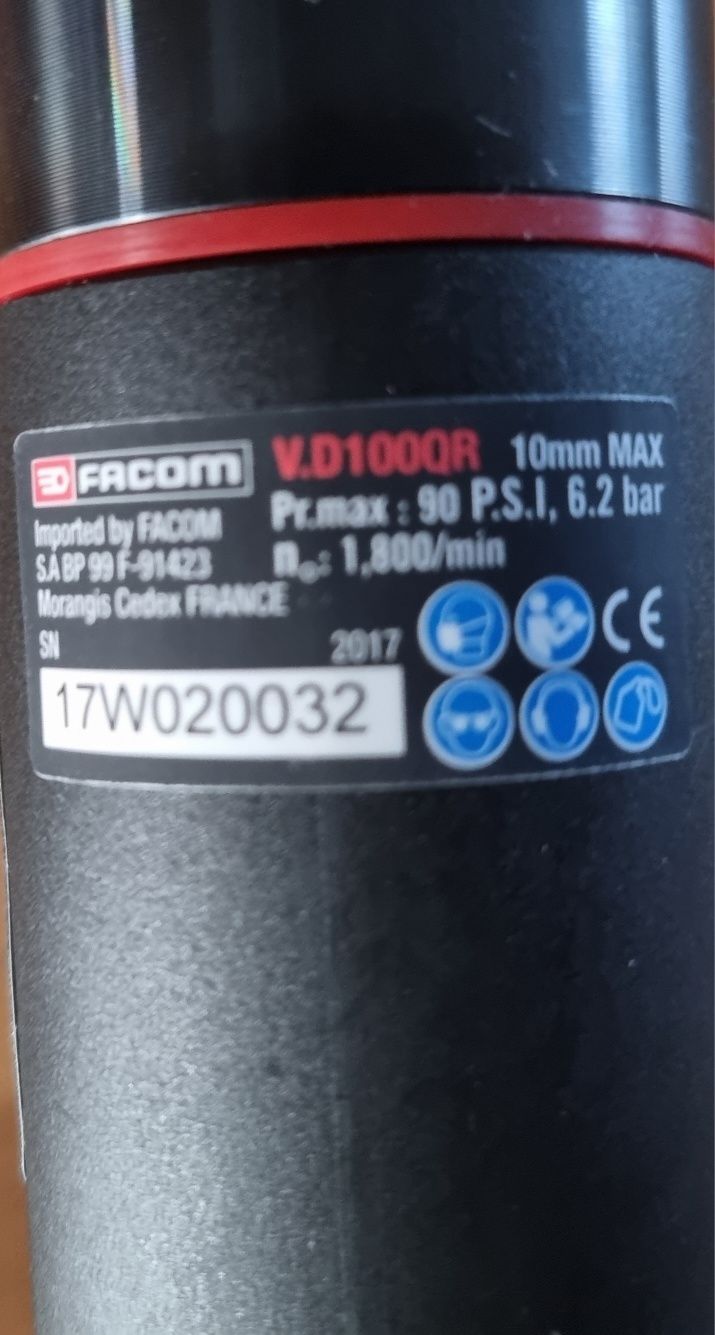 FACOM
V.D100QR 10mm MAX
Pr.max : 90 P.S.I, 6.2 bar
n₀: 1,800/min
Imported by FACOM
S.A BP 99 F-91423
Morangis Cedex FRANCE
SN 2017
CE
17W020032